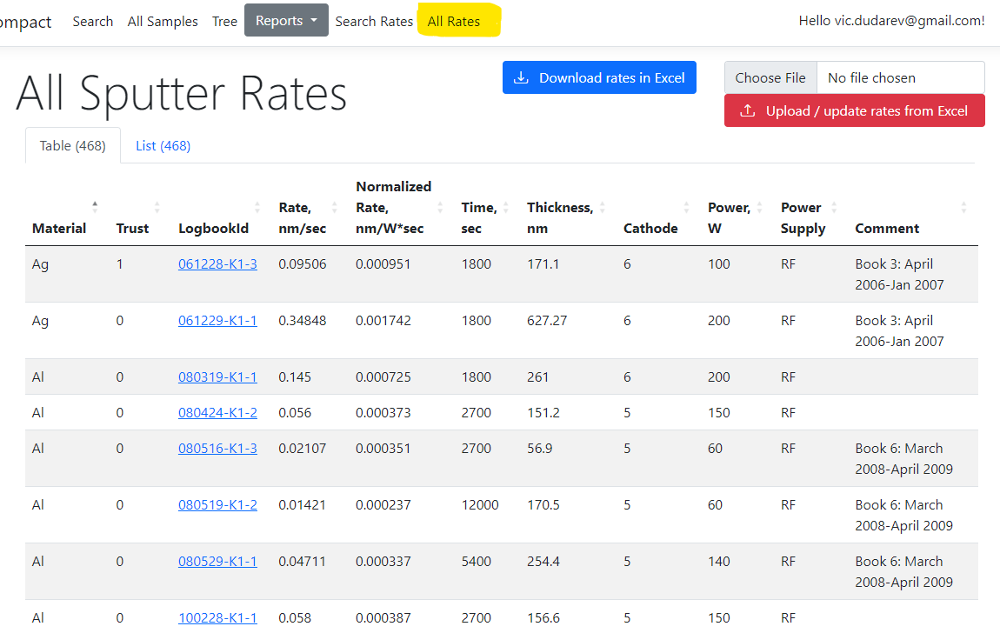 ompact Search All Samples Tree Reports Search Rates All Rates Hello vic.dudarev@gmail.com!
All Sputter Rates
Download rates in Excel
Choose File No file chosen
Upload / update rates from Excel
Table (468) List (468)
Material Trust LogbookId Rate, nm/sec Normalized Rate, nm/W*sec Time, sec Thickness, nm Cathode Power, W Power Supply Comment
Ag 1 061228-K1-3 0.09506 0.000951 1800 171.1 6 100 RF Book 3: April
2006-Jan 2007
Ag 0 061229-K1-1 0.34848 0.001742 1800 627.27 6 200 RF Book 3: April
2006-Jan 2007
Al 0 080319-K1-1 0.145 0.000725 1800 261 6 200 RF
Al 0 080424-K1-2 0.056 0.000373 2700 151.2 5 150 RF
Al 0 080516-K1-3 0.02107 0.000351 2700 56.9 5 60 RF Book 6: March
2008-April 2009
Al 0 080519-K1-2 0.01421 0.000237 12000 170.5 5 60 RF Book 6: March
2008-April 2009
Al 0 080529-K1-1 0.04711 0.000337 5400 254.4 5 140 RF Book 6: March
2008-April 2009
Al 0 100228-K1-1 0.058 0.000387 2700 156.6 5 150 RF